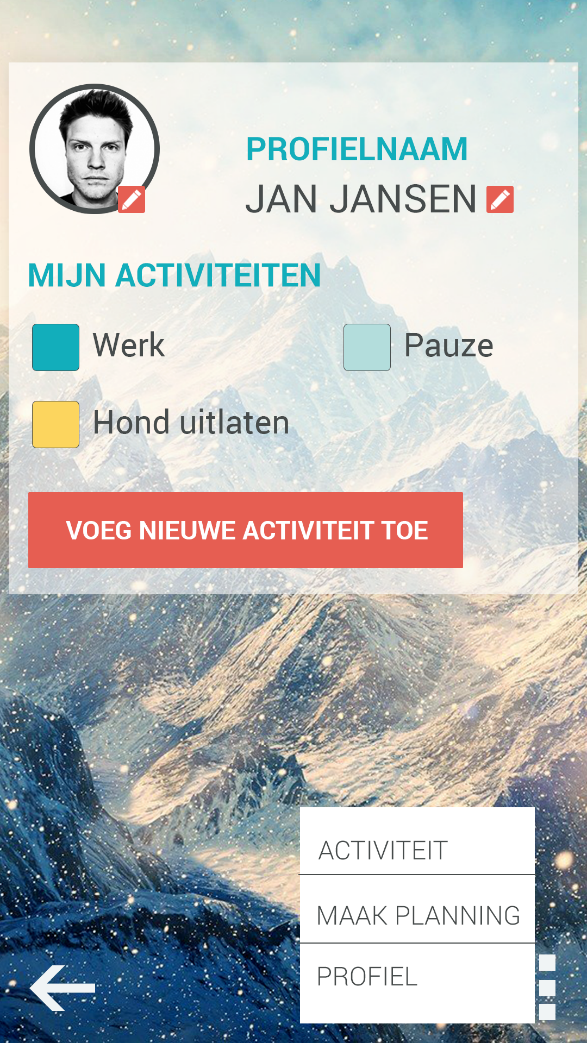 PROFIELNAAM
JAN JANSEN
MIJN ACTIVITEITEN
Werk
Pauze
Hond uitlaten
VOEG NIEUWE ACTIVITEIT TOE
ACTIVITEIT
MAAK PLANNING
PROFIEL